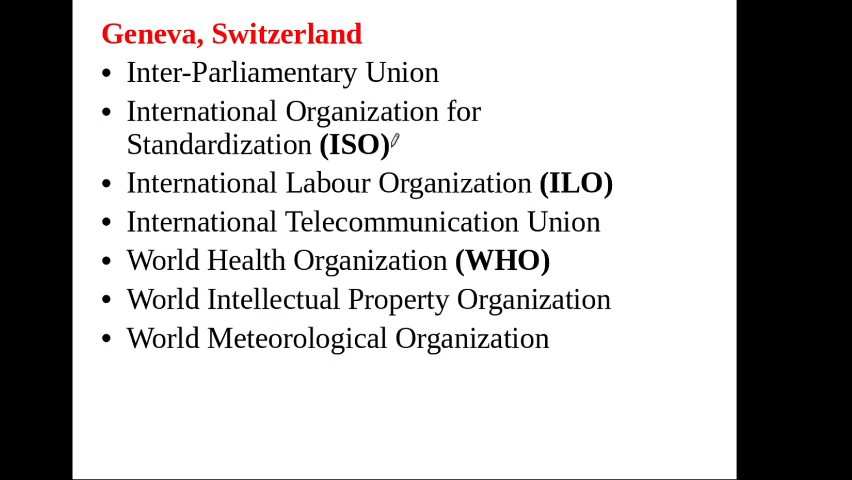 Geneva, Switzerland
• Inter-Parliamentary Union
• International Organization for
Standardization (ISO)
• International Labour Organization (ILO)
• International Telecommunication Union
• World Health Organization (WHO)
• World Intellectual Property Organization
• World Meteorological Organization